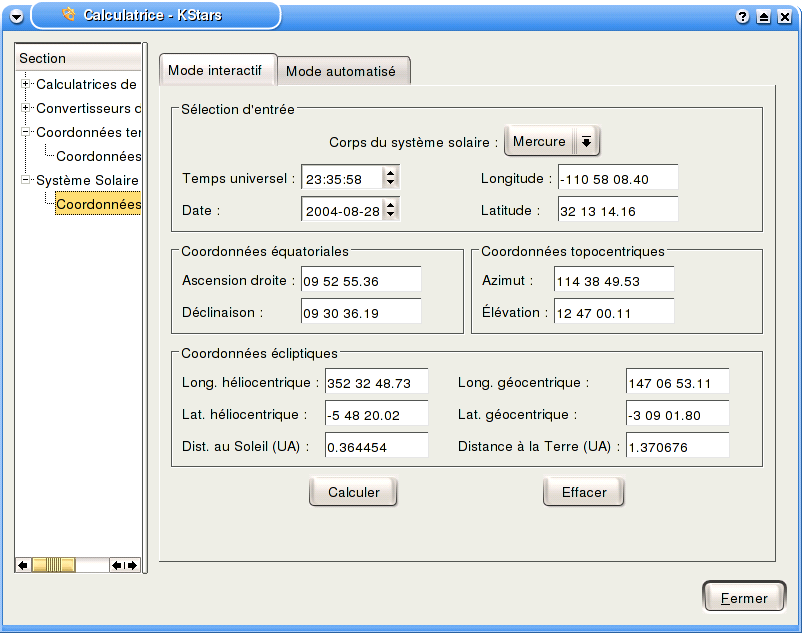 Calculatrice - KStars
Section
Calculatrices de
Convertisseurs d
Coordonnées ter
Coordonnées
Système Solaire
Coordonnées
Mode interactif Mode automatisé
Sélection d'entrée
Corps du système solaire : Mercure
Temps universel : 23:35:58 Longitude : -110 58 08.40
Date : 2004-08-28 Latitude : 32 13 14.16
Coordonnées équatoriales Coordonnées topocentriques
Ascension droite : 09 52 55.36 Azimut : 114 38 49.53
Déclinaison : 09 30 36.19 Élévation : 12 47 00.11
Coordonnées écliptiques
Long. héliocentrique : 352 32 48.73 Long. géocentrique : 147 06 53.11
Lat. héliocentrique : -5 48 20.02 Lat. géocentrique : -3 09 01.80
Dist. au Soleil (UA) : 0.364454 Distance à la Terre (UA) : 1.370676
Calculer Effacer
Fermer